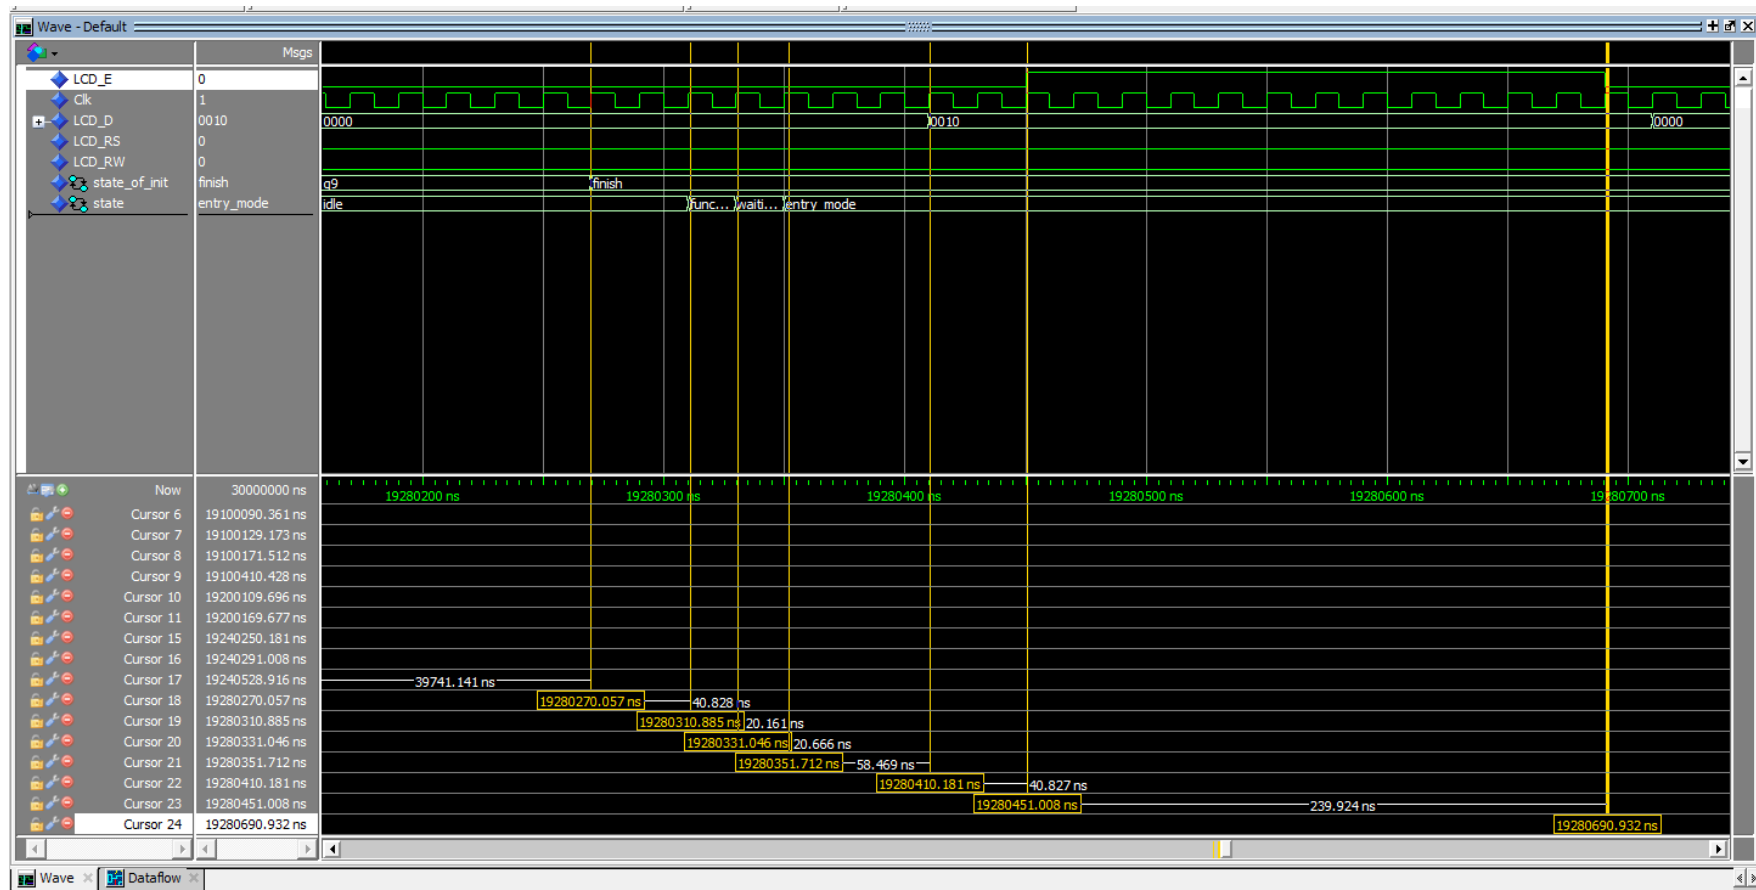 Wave - Default
Msgs
LCD_E 0
Clk 1
LCD_D 0010 0000 0010 0000
LCD_RS 0
LCD_RW 0
state_of_init finish q9 finish
state entry_mode idle func... waiti... entry_mode
Now 30000000 ns 19280200 ns 19280300 ns 19280400 ns 19280500 ns 19280600 ns 19280700 ns
Cursor 6 19100090.361 ns
Cursor 7 19100129.173 ns
Cursor 8 19100171.512 ns
Cursor 9 19100410.428 ns
Cursor 10 19200109.696 ns
Cursor 11 19200169.677 ns
Cursor 15 19240250.181 ns
Cursor 16 19240291.008 ns
Cursor 17 19240528.916 ns 39741.141 ns
Cursor 18 19280270.057 ns 19280270.057 ns 40.828 ns
Cursor 19 19280310.885 ns 19280310.885 ns 20.161 ns
Cursor 20 19280331.046 ns 19280331.046 ns 20.666 ns
Cursor 21 19280351.712 ns 19280351.712 ns 58.469 ns
Cursor 22 19280410.181 ns 19280410.181 ns 40.827 ns
Cursor 23 19280451.008 ns 19280451.008 ns 239.924 ns
Cursor 24 19280690.932 ns 19280690.932 ns
Wave Dataflow